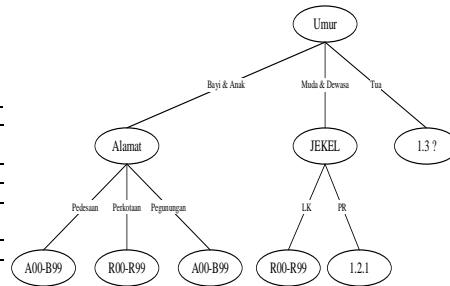 Umur
Bayi & Anak
Muda & Dewasa
Tua
Alamat
JEKEL
1.3 ?
Pedesaan
Perkotaan
Pegunungan
LK
PR
A00-B99
R00-R99
A00-B99
R00-R99
1.2.1